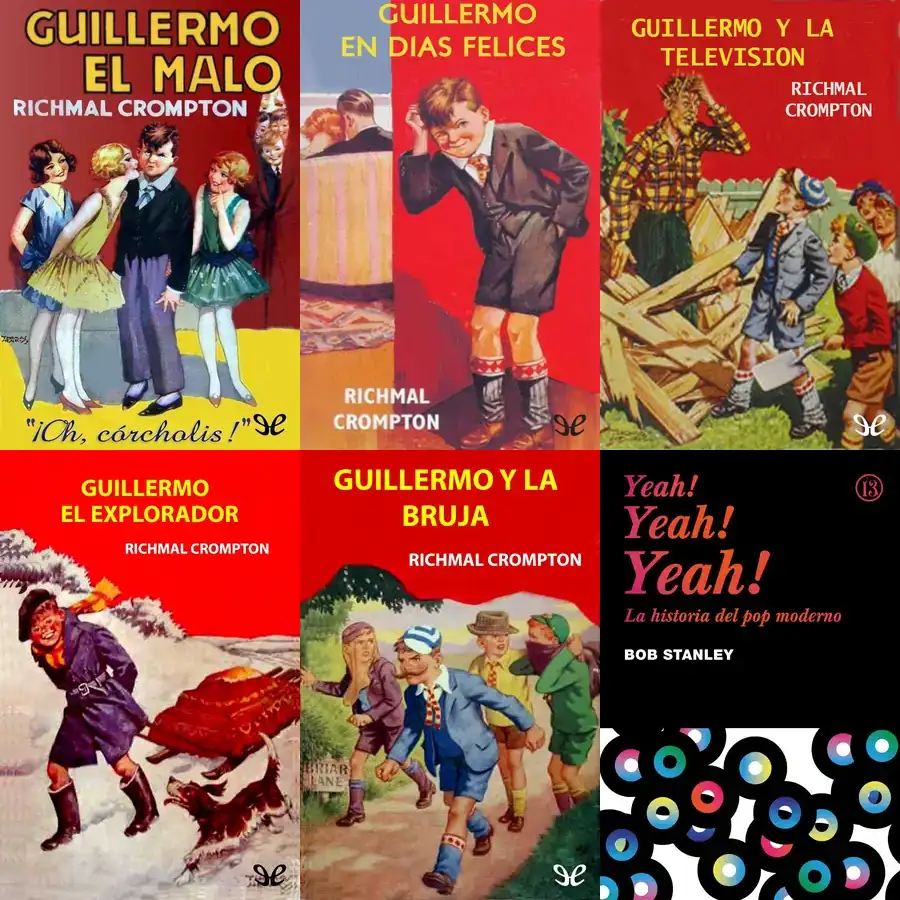 GUILLERMO
EL MALO
RICHMAL CROMPTON
"¡Oh, córcholis!"
GUILLERMO
EN DIAS FELICES
RICHMAL
CROMPTON
GUILLERMO Y LA
TELEVISION
RICHMAL
CROMPTON
GUILLERMO
EL EXPLORADOR
RICHMAL CROMPTON
GUILLERMO Y LA
BRUJA
RICHMAL CROMPTON
BRIAR
LANE
Yeah!
13
Yeah!
Yeah!
La historia del pop moderno
BOB STANLEY